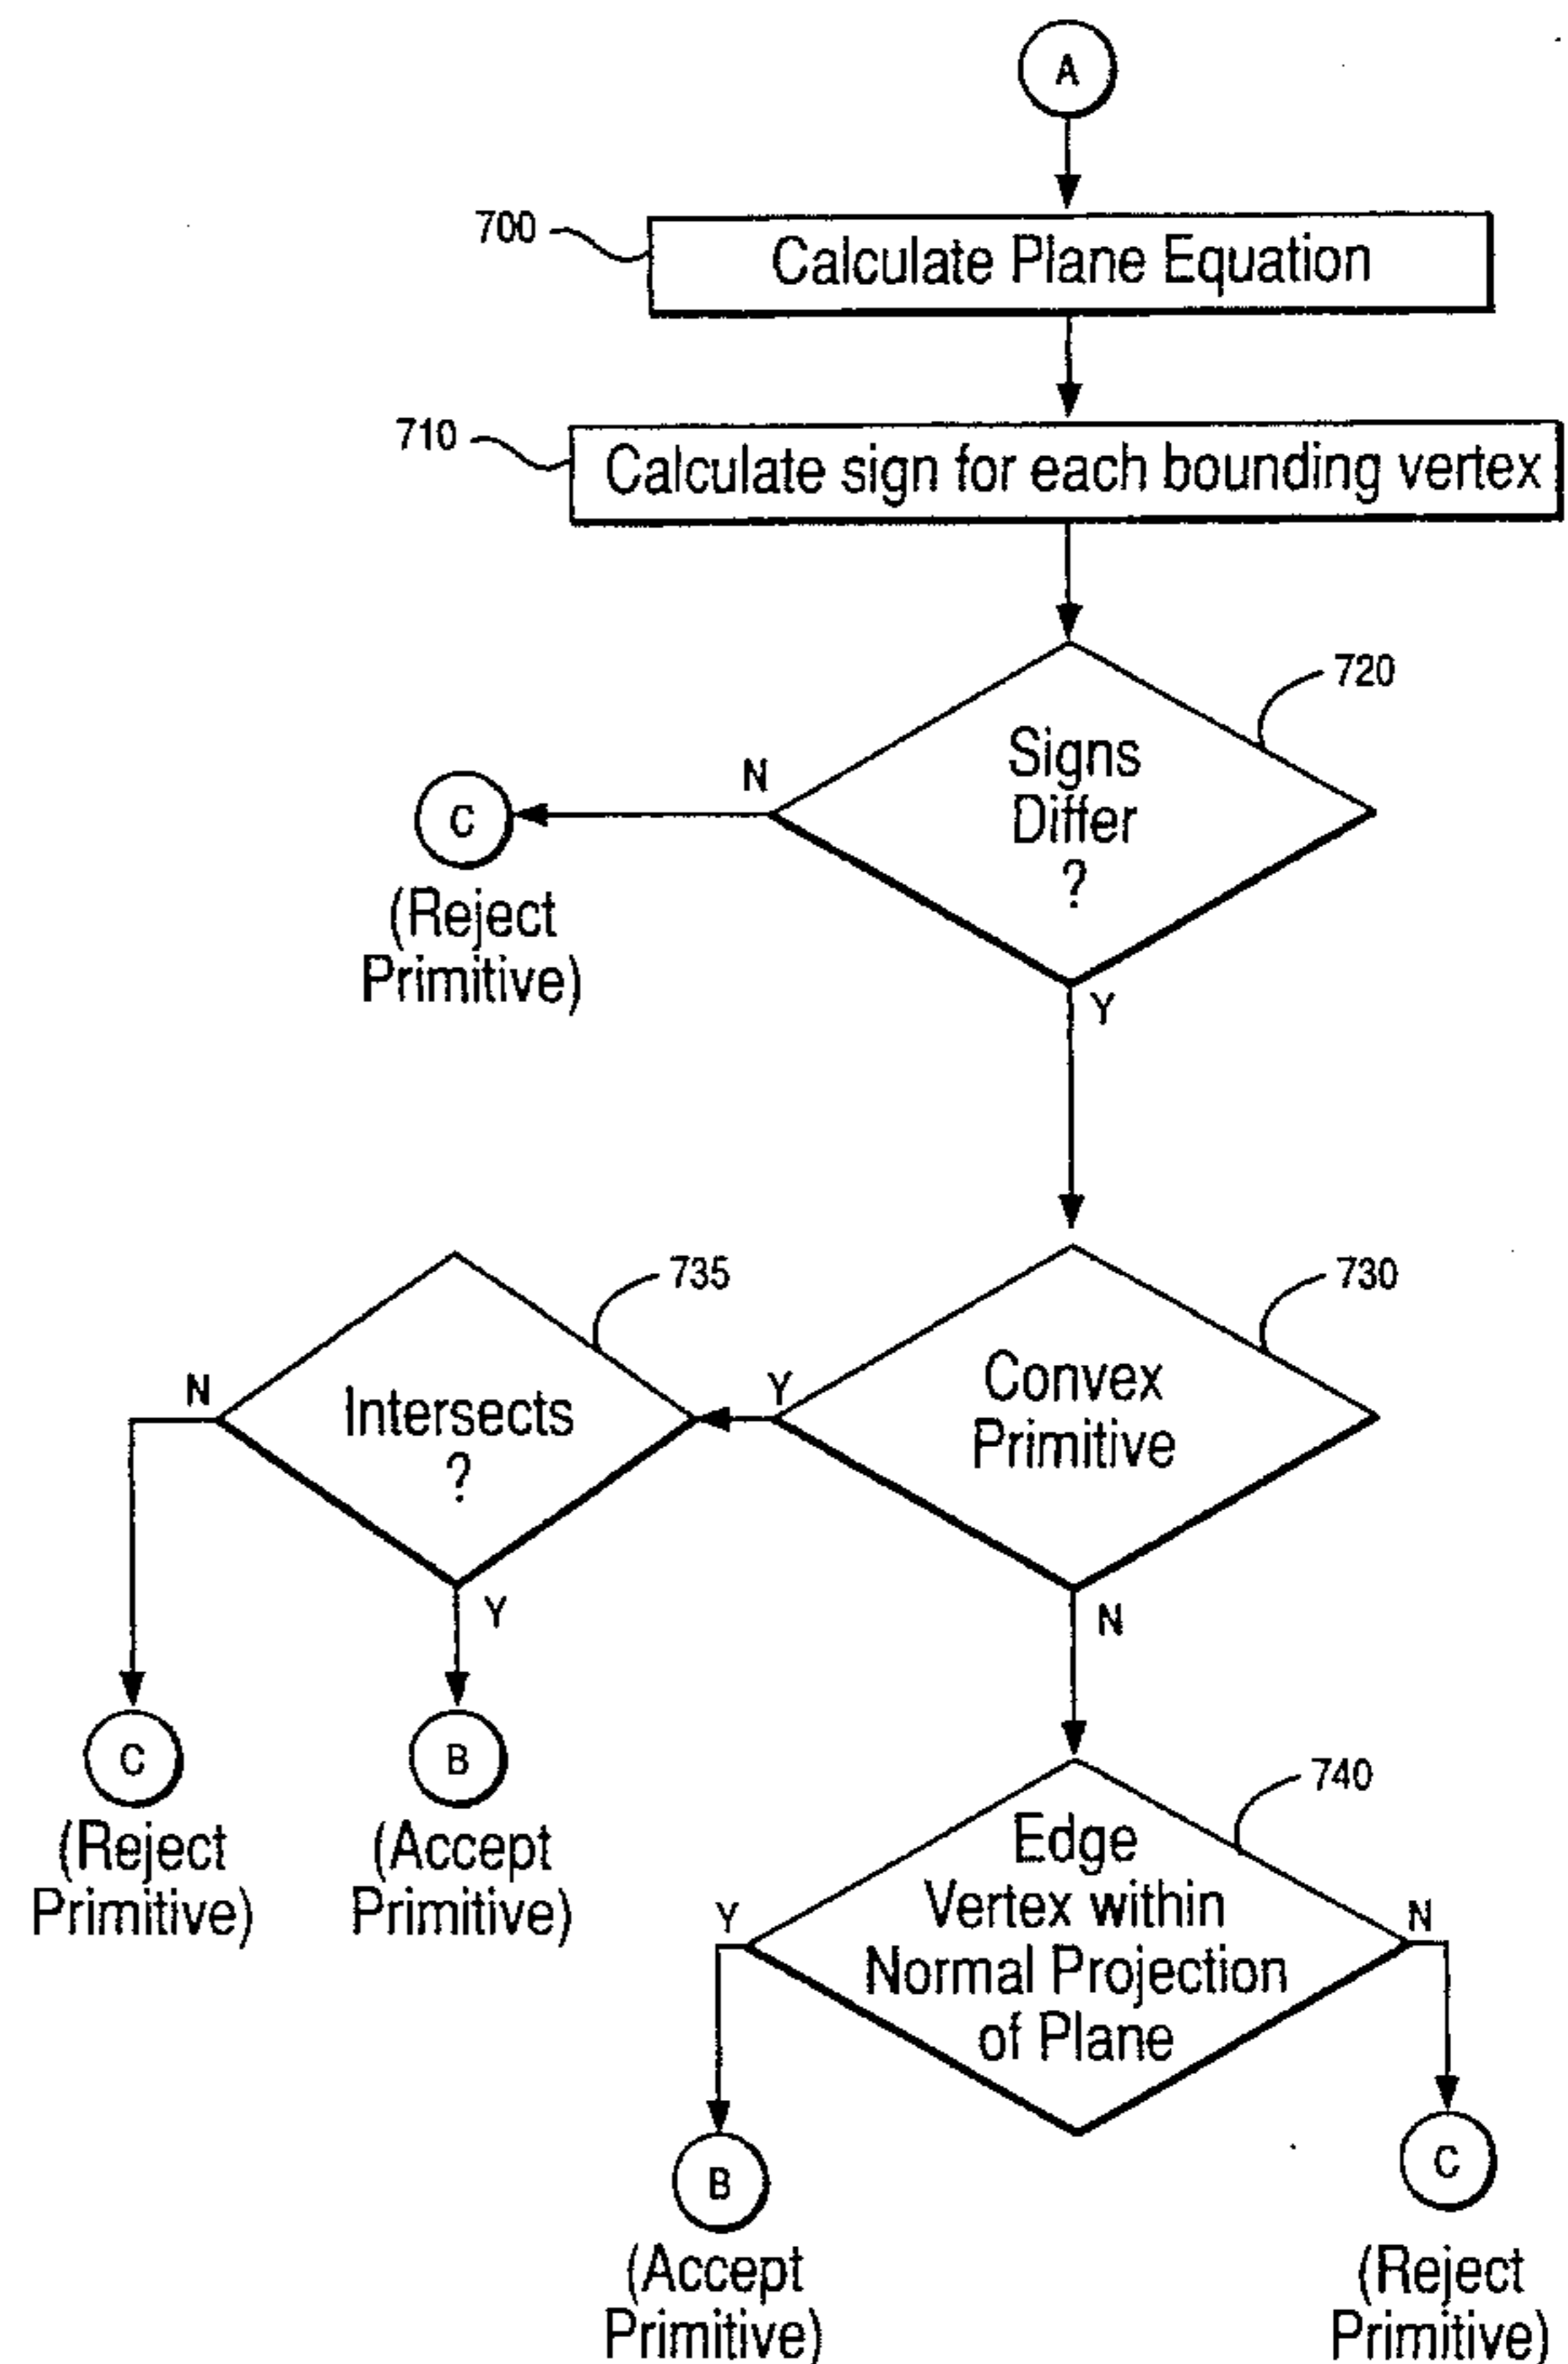 A
700
Calculate Plane Equation
710
Calculate sign for each bounding vertex
720
Signs
Differ
?
N
C
(Reject
Primitive)
Y
735
730
Convex
Primitive
Y
Intersects
?
N
Y
N
C
(Reject
Primitive)
B
(Accept
Primitive)
740
Edge
Vertex within
Normal Projection
of Plane
Y
N
B
(Accept
Primitive)
C
(Reject
Primitive)